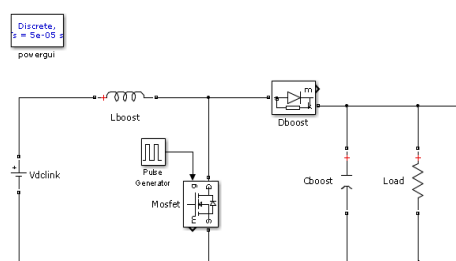 Discrete,
s = 5e-05 s
powergui
Lboost
m
a
k
Dboost
Pulse
Generator
g
D
Mosfet
m
S
+
Vdclink
Cboost
Load